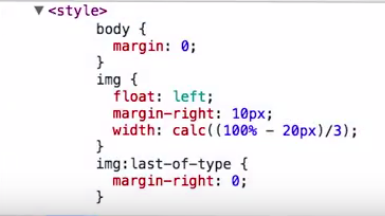 <style>
body {
margin: 0;
}
img {
float: left;
margin-right: 10px;
width: calc((100% - 20px)/3);
}
img:last-of-type {
margin-right: 0;
}